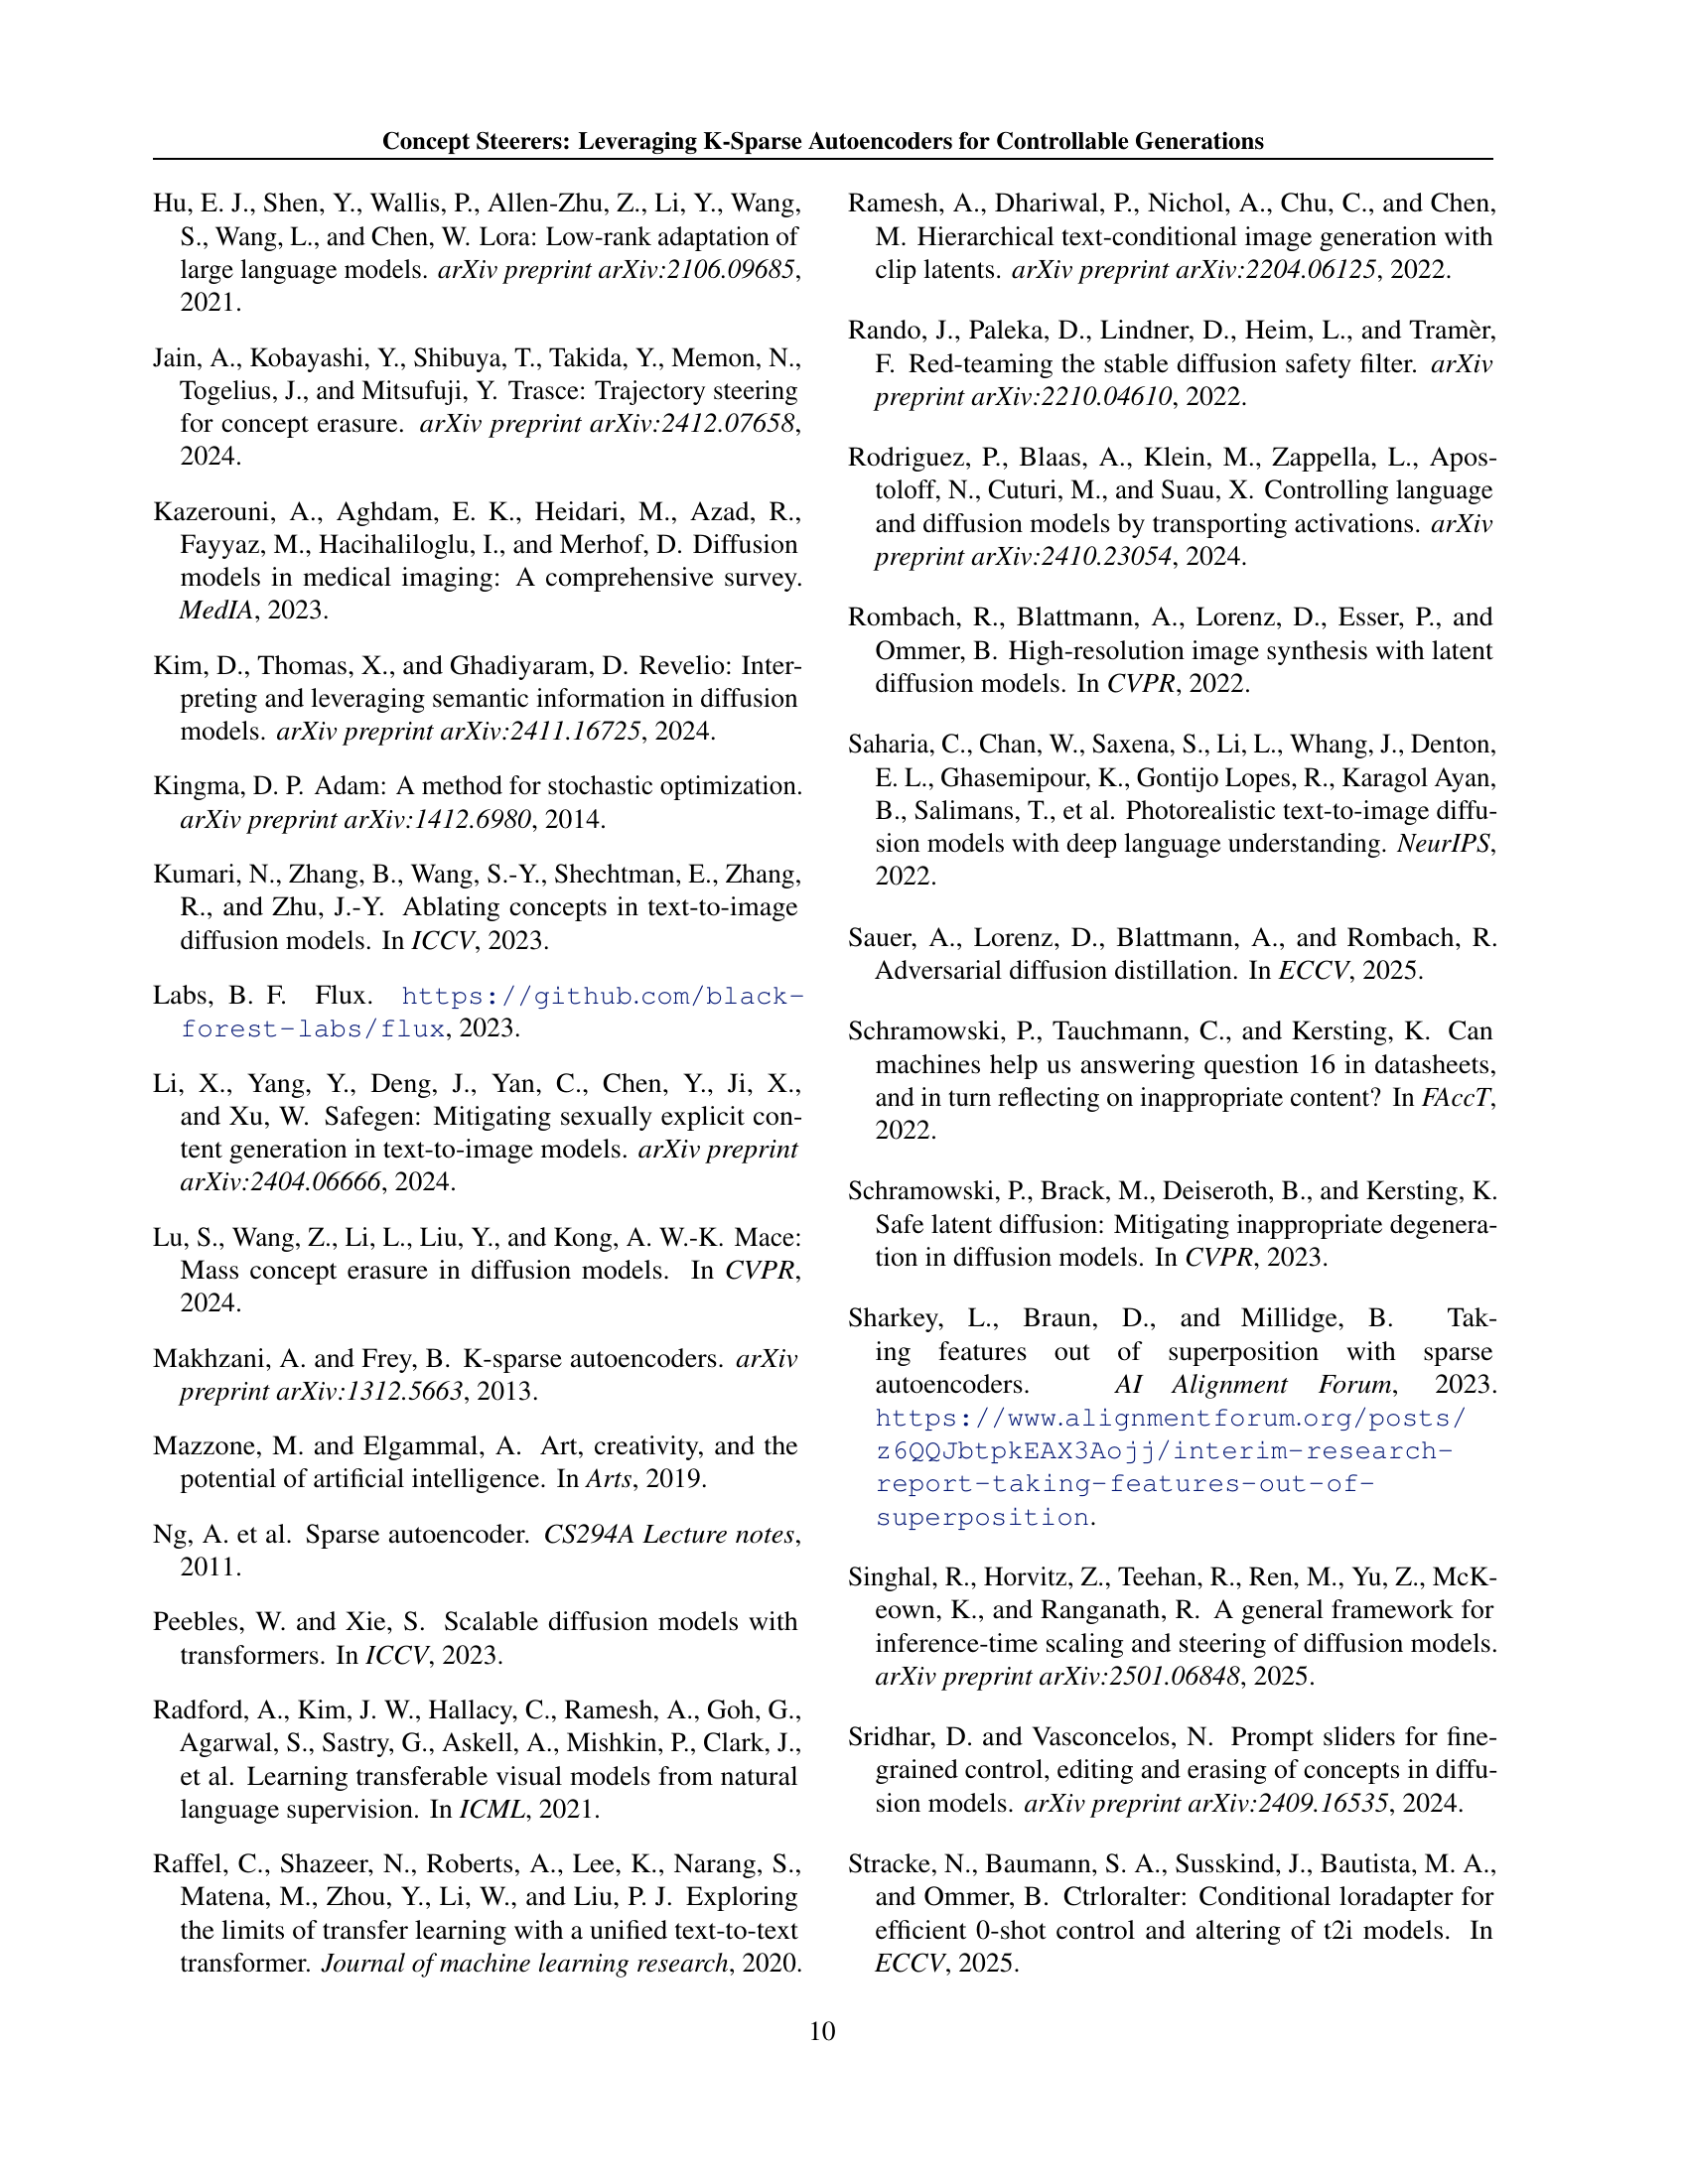 Concept Steerers: Leveraging K-Sparse Autoencoders for Controllable Generations
Hu, E. J., Shen, Y., Wallis, P., Allen-Zhu, Z., Li, Y., Wang,
S., Wang, L., and Chen, W. Lora: Low-rank adaptation of
large language models. arXiv preprint arXiv:2106.09685,
2021.
Jain, A., Kobayashi, Y., Shibuya, T., Takida, Y., Memon, N.,
Togelius, J., and Mitsufuji, Y. Trasce: Trajectory steering
for concept erasure. arXiv preprint arXiv:2412.07658,
2024.
Kazerouni, A., Aghdam, E. K., Heidari, M., Azad, R.,
Fayyaz, M., Hacihaliloglu, I., and Merhof, D. Diffusion
models in medical imaging: A comprehensive survey.
MedIA, 2023.
Kim, D., Thomas, X., and Ghadiyaram, D. Revelio: Inter-
preting and leveraging semantic information in diffusion
models. arXiv preprint arXiv:2411.16725, 2024.
Kingma, D. P. Adam: A method for stochastic optimization.
arXiv preprint arXiv:1412.6980, 2014.
Kumari, N., Zhang, B., Wang, S.-Y., Shechtman, E., Zhang,
R., and Zhu, J.-Y. Ablating concepts in text-to-image
diffusion models. In ICCV, 2023.
Labs, B. F. Flux. https://github.com/black-
forest-labs/flux, 2023.
Li, X., Yang, Y., Deng, J., Yan, C., Chen, Y., Ji, X.,
and Xu, W. Safegen: Mitigating sexually explicit con-
tent generation in text-to-image models. arXiv preprint
arXiv:2404.06666, 2024.
Lu, S., Wang, Z., Li, L., Liu, Y., and Kong, A. W.-K. Mace:
Mass concept erasure in diffusion models. In CVPR,
2024.
Makhzani, A. and Frey, B. K-sparse autoencoders. arXiv
preprint arXiv:1312.5663, 2013.
Mazzone, M. and Elgammal, A. Art, creativity, and the
potential of artificial intelligence. In Arts, 2019.
Ng, A. et al. Sparse autoencoder. CS294A Lecture notes,
2011.
Peebles, W. and Xie, S. Scalable diffusion models with
transformers. In ICCV, 2023.
Radford, A., Kim, J. W., Hallacy, C., Ramesh, A., Goh, G.,
Agarwal, S., Sastry, G., Askell, A., Mishkin, P., Clark, J.,
et al. Learning transferable visual models from natural
language supervision. In ICML, 2021.
Raffel, C., Shazeer, N., Roberts, A., Lee, K., Narang, S.,
Matena, M., Zhou, Y., Li, W., and Liu, P. J. Exploring
the limits of transfer learning with a unified text-to-text
transformer. Journal of machine learning research, 2020.
Ramesh, A., Dhariwal, P., Nichol, A., Chu, C., and Chen,
M. Hierarchical text-conditional image generation with
clip latents. arXiv preprint arXiv:2204.06125, 2022.
Rando, J., Paleka, D., Lindner, D., Heim, L., and Tramèr,
F. Red-teaming the stable diffusion safety filter. arXiv
preprint arXiv:2210.04610, 2022.
Rodriguez, P., Blaas, A., Klein, M., Zappella, L., Apos-
toloff, N., Cuturi, M., and Suau, X. Controlling language
and diffusion models by transporting activations. arXiv
preprint arXiv:2410.23054, 2024.
Rombach, R., Blattmann, A., Lorenz, D., Esser, P., and
Ommer, B. High-resolution image synthesis with latent
diffusion models. In CVPR, 2022.
Saharia, C., Chan, W., Saxena, S., Li, L., Whang, J., Denton,
E. L., Ghasemipour, K., Gontijo Lopes, R., Karagol Ayan,
B., Salimans, T., et al. Photorealistic text-to-image diffu-
sion models with deep language understanding. NeurIPS,
2022.
Sauer, A., Lorenz, D., Blattmann, A., and Rombach, R.
Adversarial diffusion distillation. In ECCV, 2025.
Schramowski, P., Tauchmann, C., and Kersting, K. Can
machines help us answering question 16 in datasheets,
and in turn reflecting on inappropriate content? In FAccT,
2022.
Schramowski, P., Brack, M., Deiseroth, B., and Kersting, K.
Safe latent diffusion: Mitigating inappropriate degenera-
tion in diffusion models. In CVPR, 2023.
Sharkey, L., Braun, D., and Millidge, B. Tak-
ing features out of superposition with sparse
autoencoders. AI Alignment Forum, 2023.
https://www.alignmentforum.org/posts/
z6QQJbtpkEAX3Aojj/interim-research-
report-taking-features-out-of-
superposition.
Singhal, R., Horvitz, Z., Teehan, R., Ren, M., Yu, Z., McK-
eown, K., and Ranganath, R. A general framework for
inference-time scaling and steering of diffusion models.
arXiv preprint arXiv:2501.06848, 2025.
Sridhar, D. and Vasconcelos, N. Prompt sliders for fine-
grained control, editing and erasing of concepts in diffu-
sion models. arXiv preprint arXiv:2409.16535, 2024.
Stracke, N., Baumann, S. A., Susskind, J., Bautista, M. A.,
and Ommer, B. Ctrloralter: Conditional loradapter for
efficient 0-shot control and altering of t2i models. In
ECCV, 2025.
10